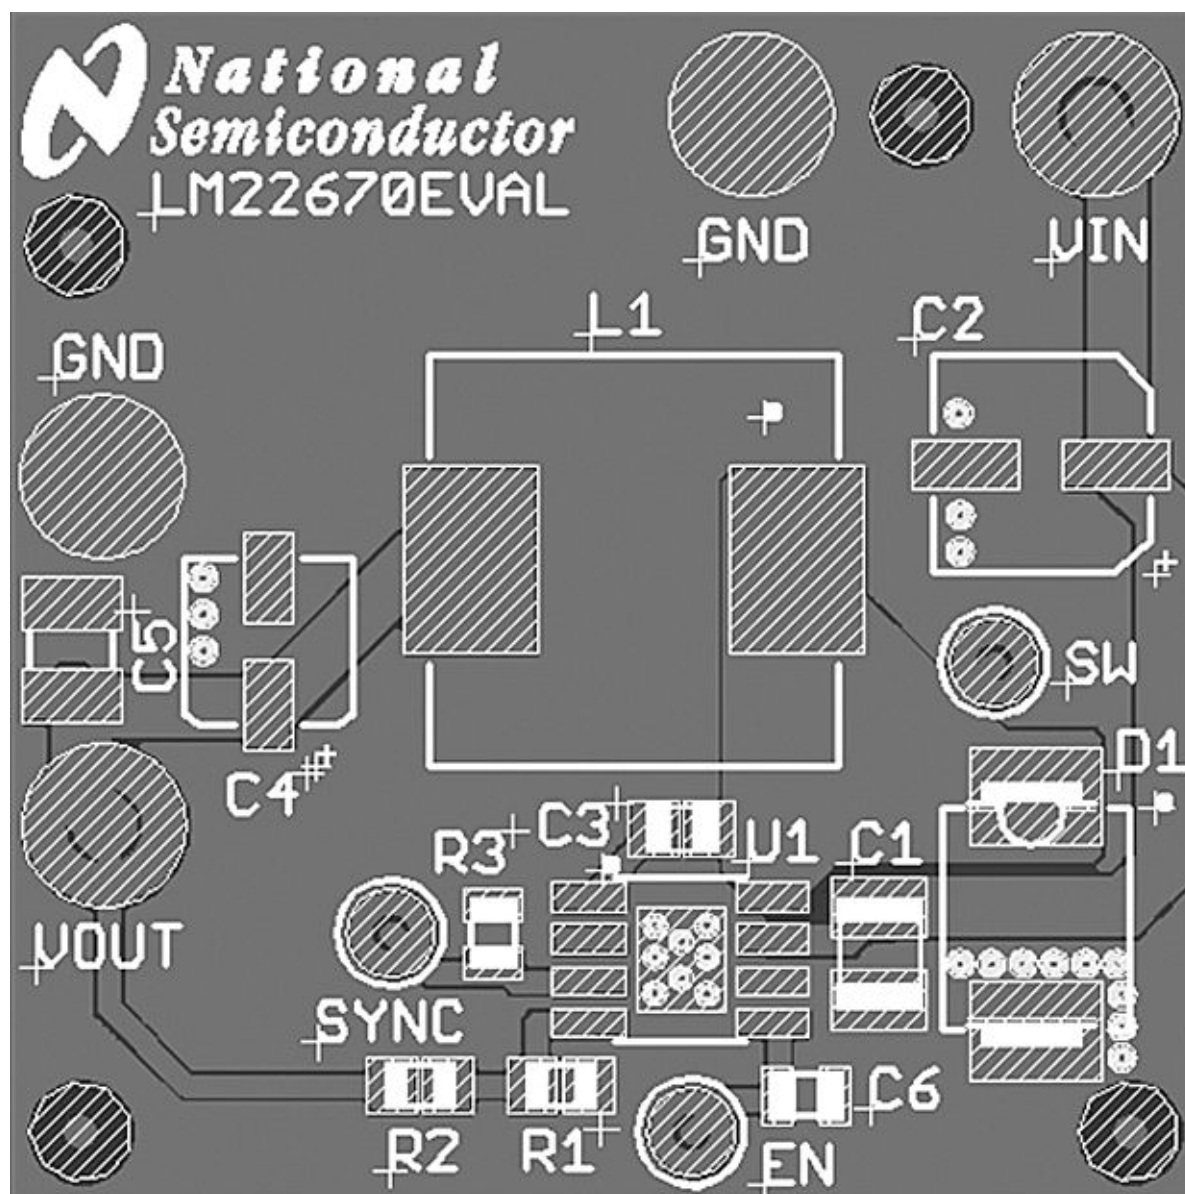 National
Semiconductor
LM22670EVAL
GND
VIN
L1
C2
GND
C5
SW
D1
C4
C3
U1
C1
R3
VOUT
SYNC
C6
R2
R1
EN